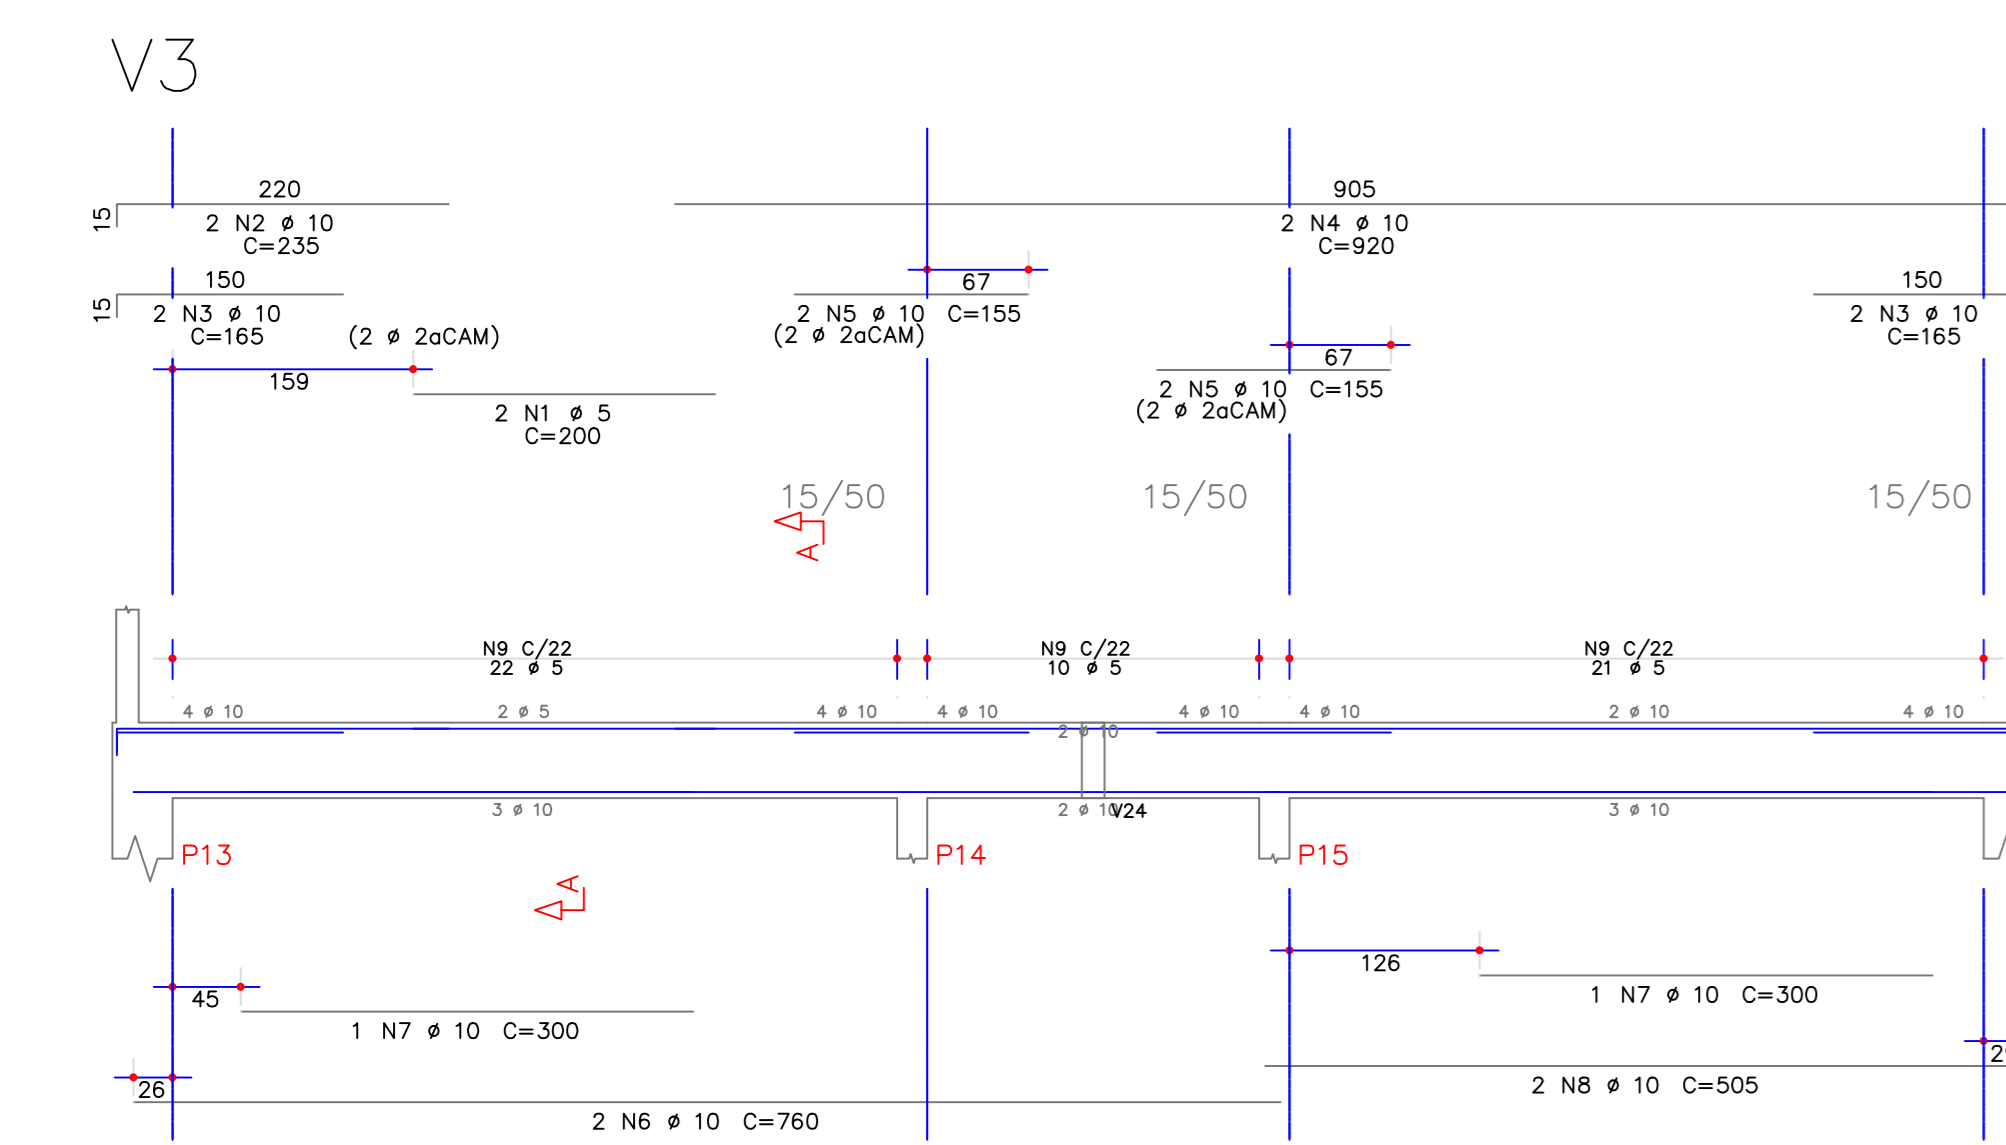 V3
220
905
15
2 N2 ø 10
C=235
2 N4 ø 10
C=920
150
67
150
15
2 N3 ø 10
C=165
(2 ø 2aCAM)
2 N5 ø 10 C=155
(2 ø 2aCAM)
2 N3 ø 10
C=165
159
67
2 N5 ø 10 C=155
(2 ø 2aCAM)
2 N1 ø 5
C=200
15/50
15/50
15/50
A
N9 C/22
22 ø 5
N9 C/22
10 ø 5
N9 C/22
21 ø 5
4 ø 10
2 ø 5
4 ø 10
4 ø 10
4 ø 10
4 ø 10
2 ø 10
4 ø 10
2 ø 10
3 ø 10
2 ø 10
V24
3 ø 10
P13
P14
P15
A
126
45
1 N7 ø 10 C=300
1 N7 ø 10 C=300
26
2 N8 ø 10 C=505
2 N6 ø 10 C=760